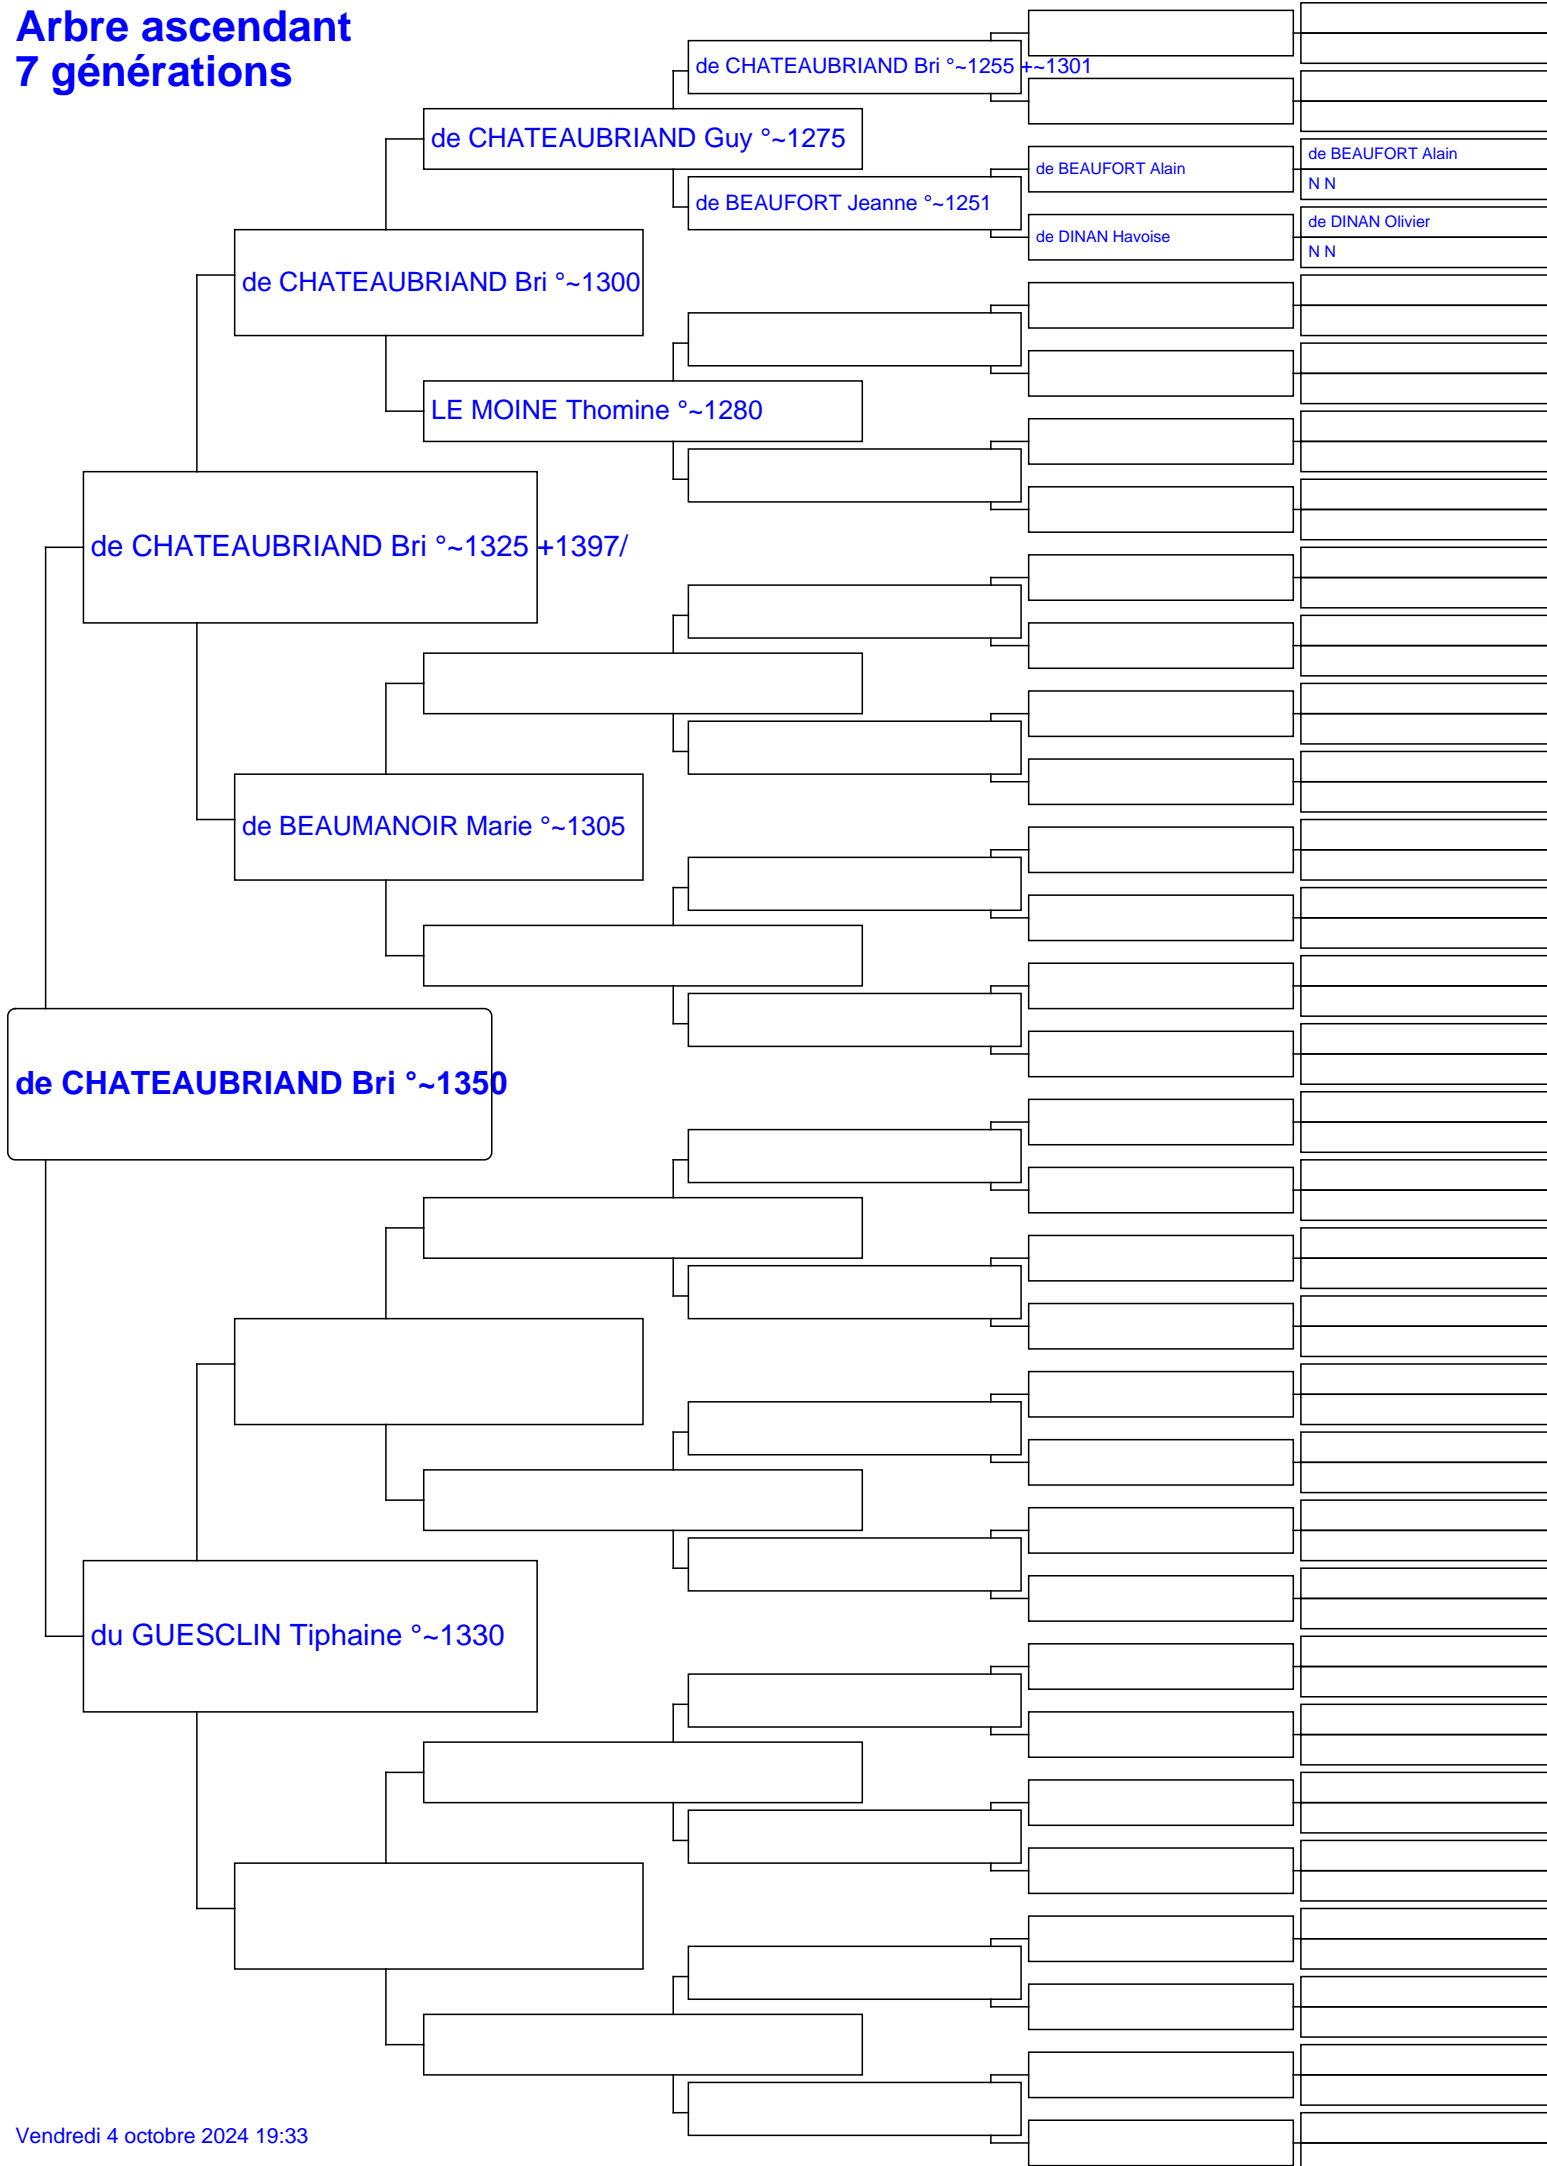 Arbre ascendant
7 générations
de CHATEAUBRIAND Bri °~1255 +~1301
de CHATEAUBRIAND Guy °~1275
de BEAUFORT Alain
de BEAUFORT Alain
N N
de BEAUFORT Jeanne °~1251
de DINAN Havoise
de DINAN Olivier
N N
de CHATEAUBRIAND Bri °~1300
LE MOINE Thomine °~1280
de CHATEAUBRIAND Bri °~1325 +1397/
de BEAUMANOIR Marie °~1305
de CHATEAUBRIAND Bri °~1350
du GUESCLIN Tiphaine °~1330
Vendredi 4 octobre 2024 19:33